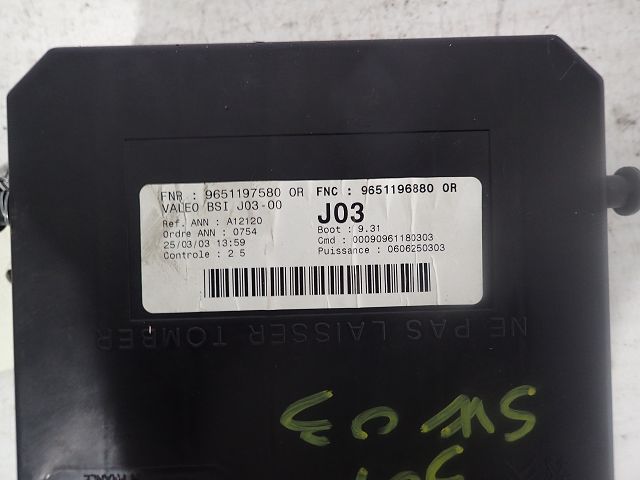 FNR : 9651197580 OR FNC : 9651196880 OR
VALEO BSI J03-00
J03
Ref. ANN : A12120
Ordre ANN : 0754
25/03/03 13:59
Controle : 2 5
Boot : 9.31
Cmd : 00090961180303
Puissance : 0606250303
NE PAS LAISSER TOMBER